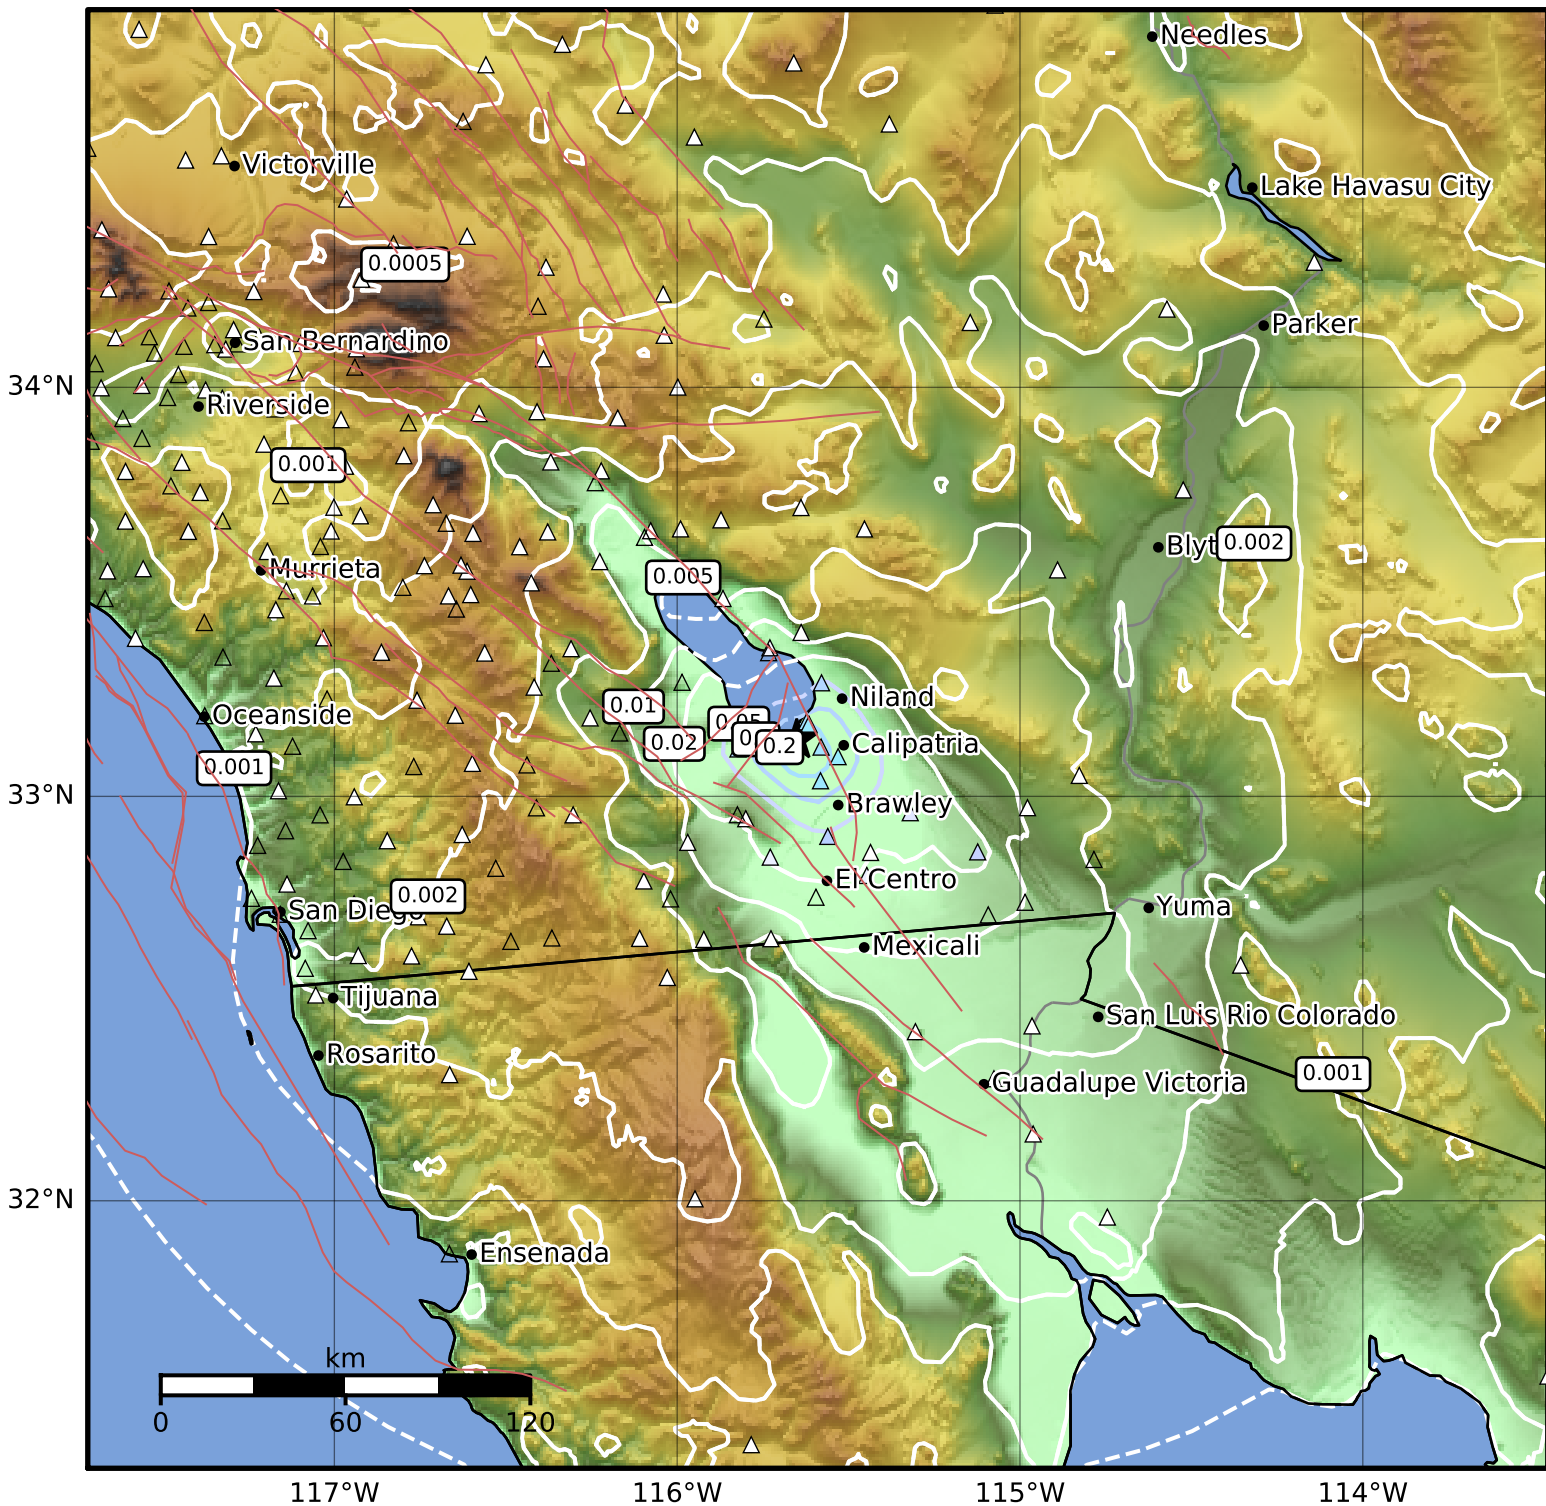 Needles
Victorville
Lake Havasu City
0.0005
Parker
San Bernardino
34°N
Riverside
0.001
0.002
Murrieta
0.005
Niland
0.01
Oceanside
0.02
0.2
Calipatria
0.001
33°N
Brawley
El Centro
0.002
San Diego
Yuma
Mexicali
Tijuana
San Luis Rio Colorado
Rosarito
0.001
Guadalupe Victoria
32°N
Ensenada
km
0 60 120
117°W 116°W 115°W 114°W